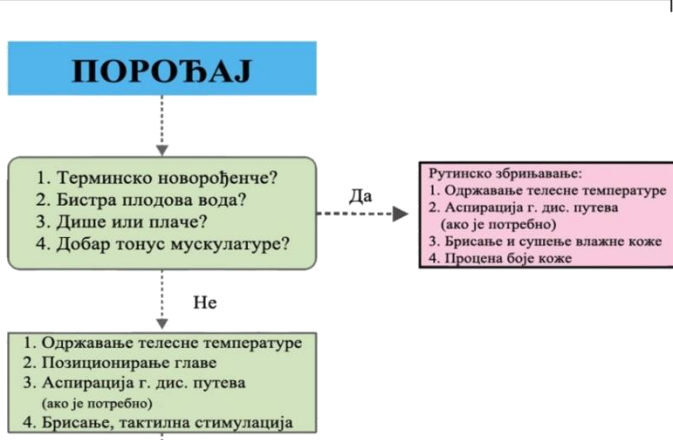 ПОРОЂАЈ
1. Терминско новорођенче?
2. Бистра плодова вода?
3. Дише или плаче?
4. Добар тонус мускулатуре?
Да
Рутинско збрињавање:
1. Одржавање телесне температуре
2. Аспирација г. дис. путева
(ако је потребно)
3. Брисање и сушење влажне коже
4. Процена боје коже
Не
1. Одржавање телесне температуре
2. Позиционирање главе
3. Аспирација г. дис. путева
(ако је потребно)
4. Брисање, тактилна стимулација